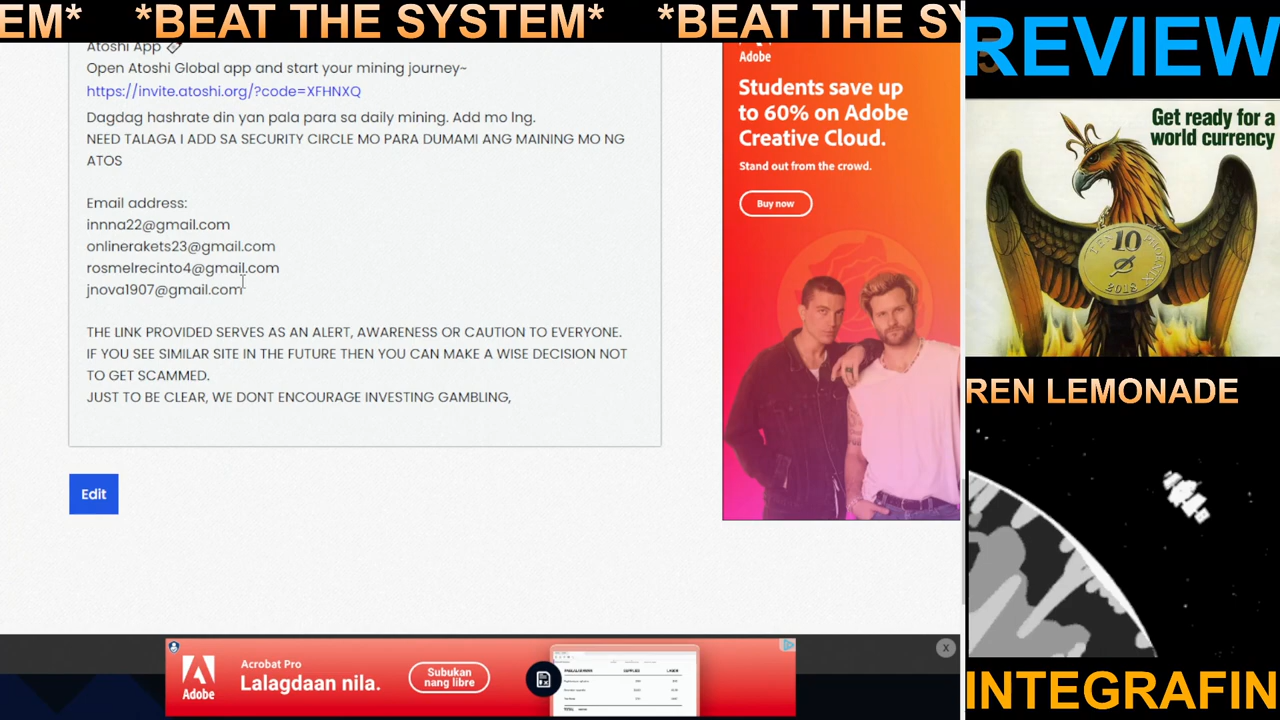 EM* *BEAT THE SYSTEM* *BEAT THE SY
Atoshi App
Open Atoshi Global app and start your mining journey~
https://invite.atoshi.org/?code=XFHNXQ
Dagdag hashrate din yan pala para sa daily mining. Add mo lng.
NEED TALAGA I ADD SA SECURITY CIRCLE MO PARA DUMAMI ANG MAINING MO NG
ATOS
Email address:
innna22@gmail.com
onlinerakets23@gmail.com
rosmelrecinto4@gmail.com
jnova1907@gmail.com
THE LINK PROVIDED SERVES AS AN ALERT, AWARENESS OR CAUTION TO EVERYONE.
IF YOU SEE SIMILAR SITE IN THE FUTURE THEN YOU CAN MAKE A WISE DECISION NOT
TO GET SCAMMED.
JUST TO BE CLEAR, WE DONT ENCOURAGE INVESTING GAMBLING,
Edit
Adobe
Students save up
to 60% on Adobe
Creative Cloud.
Stand out from the crowd.
Buy now
Adobe
Acrobat Pro
Lalagdaan nila.
Subukan
nang libre
X
REVIEW
Get ready for a
world currency
TEN PHOENIX
10
2018
REN LEMONADE
INTEGRAFIN